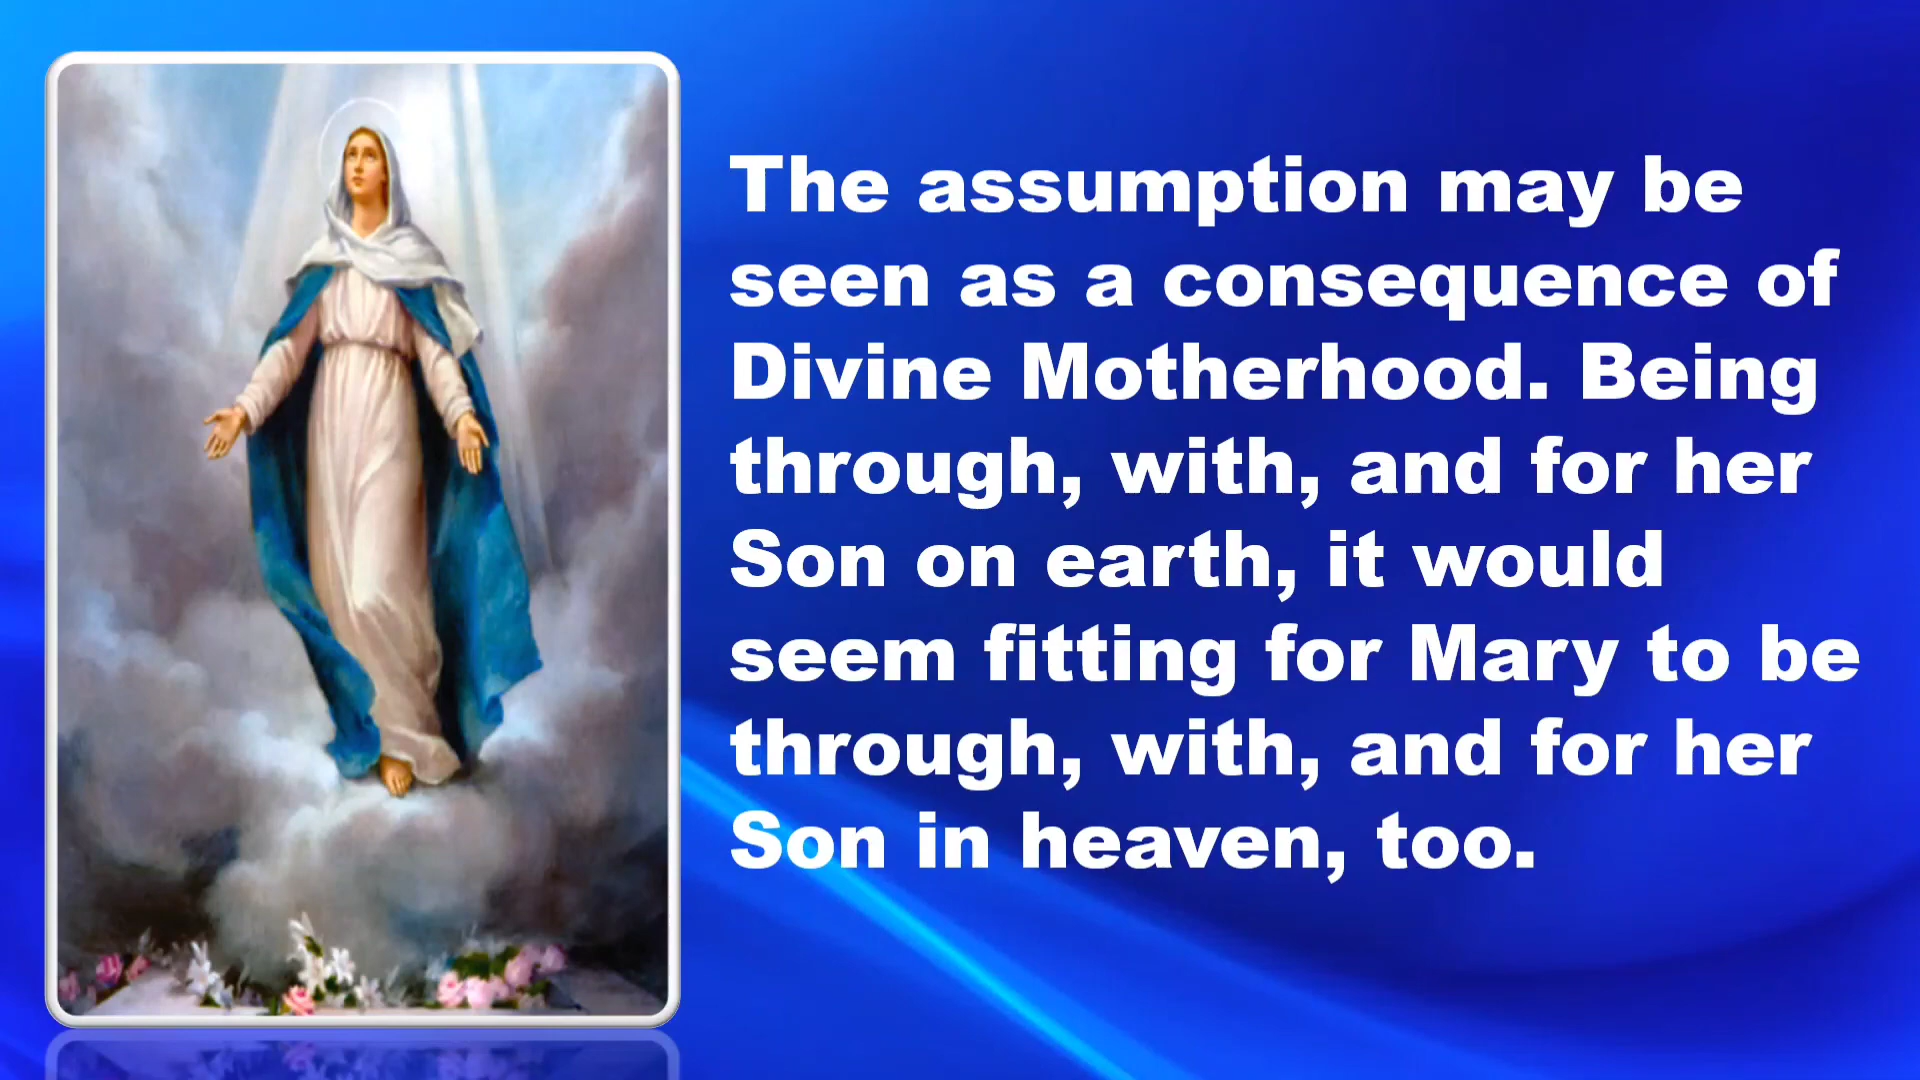 The assumption may be
seen as a consequence of
Divine Motherhood. Being
through, with, and for her
Son on earth, it would
seem fitting for Mary to be
through, with, and for her
Son in heaven, too.